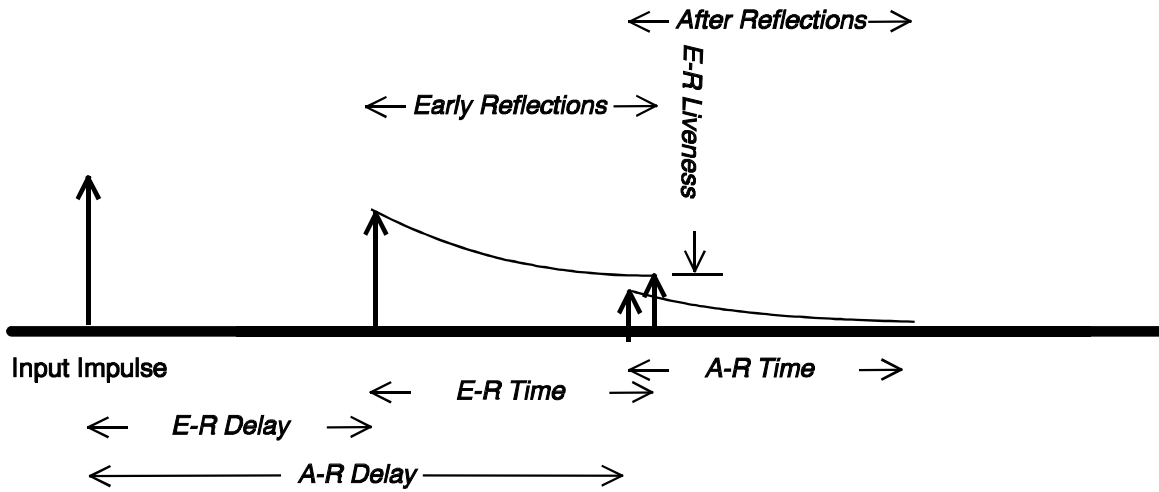 After Reflections
E-R Liveness
Early Reflections
Input Impulse
A-R Time
E-R Time
E-R Delay
A-R Delay